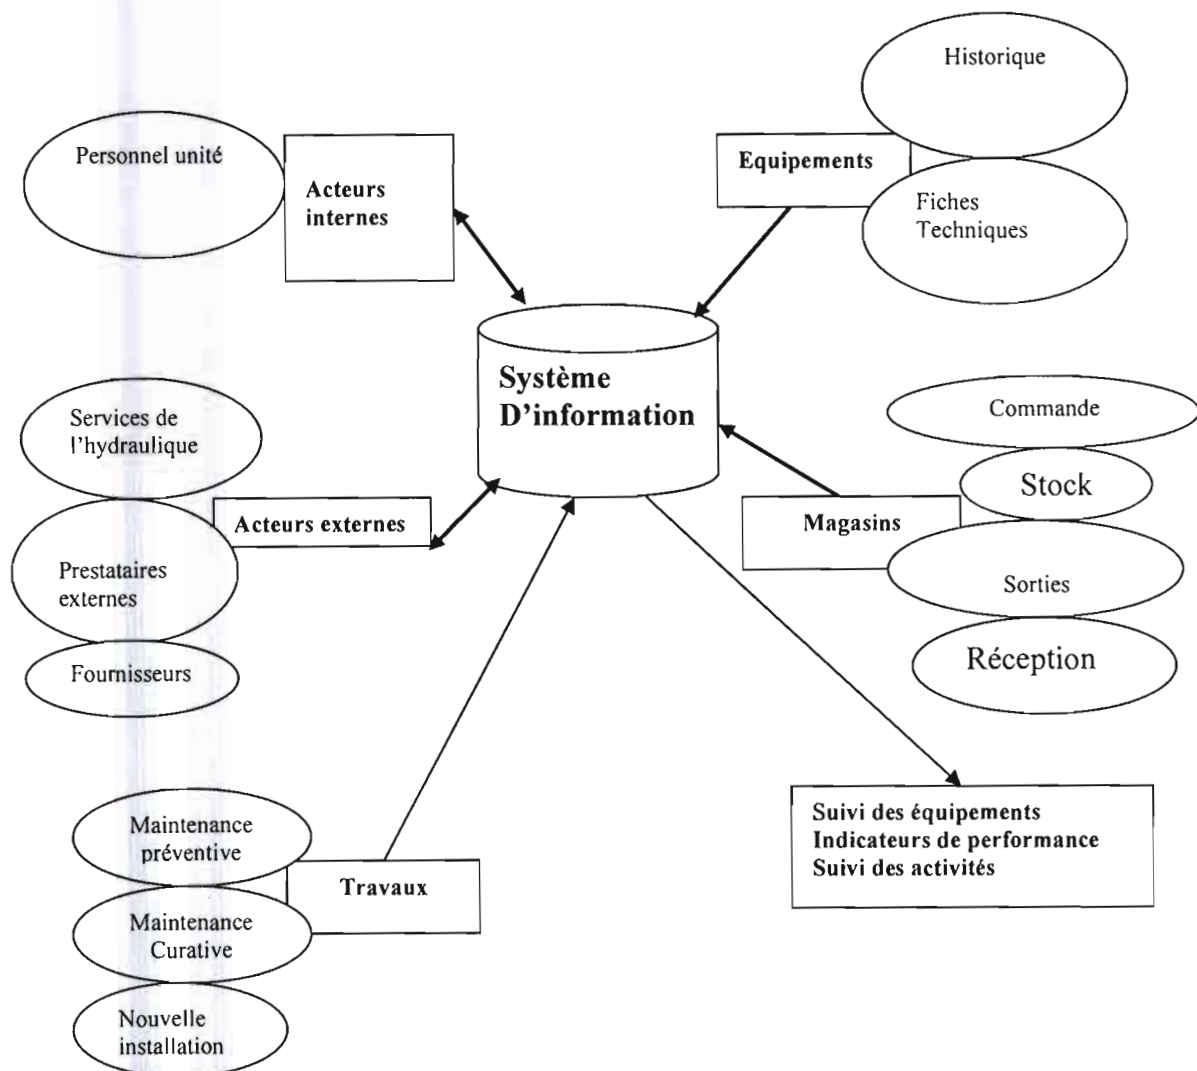 Historique
Personnel unité
Acteurs
internes
Equipements
Fiches
Techniques
Système
D'information
Services de
l'hydraulique
Commande
Stock
Acteurs externes
Magasins
Prestataires
externes
Sorties
Fournisseurs
Réception
Suivi des équipements
Indicateurs de performance
Suivi des activités
Maintenance
préventive
Travaux
Maintenance
Curative
Nouvelle
installation